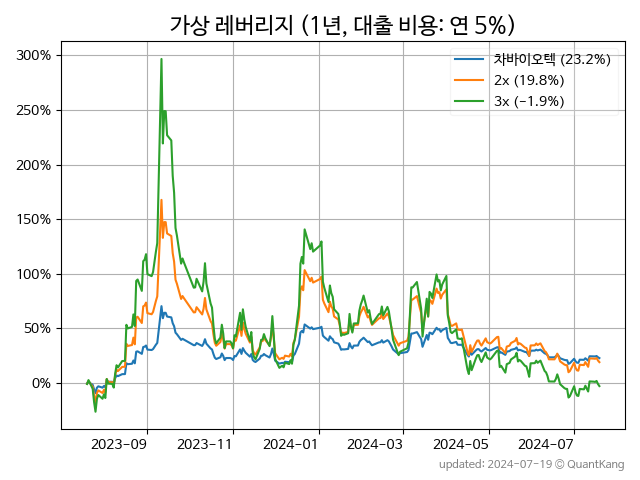 가상 레버리지 (1년, 대출 비용: 연 5%)
차바이오텍 (23.2%)
2x (19.8%)
3x (−1.9%)
300%
250%
200%
150%
100%
50%
0%
2023-09 2023-11 2024-01 2024-03 2024-05 2024-07
updated: 2024-07-19 © QuantKang